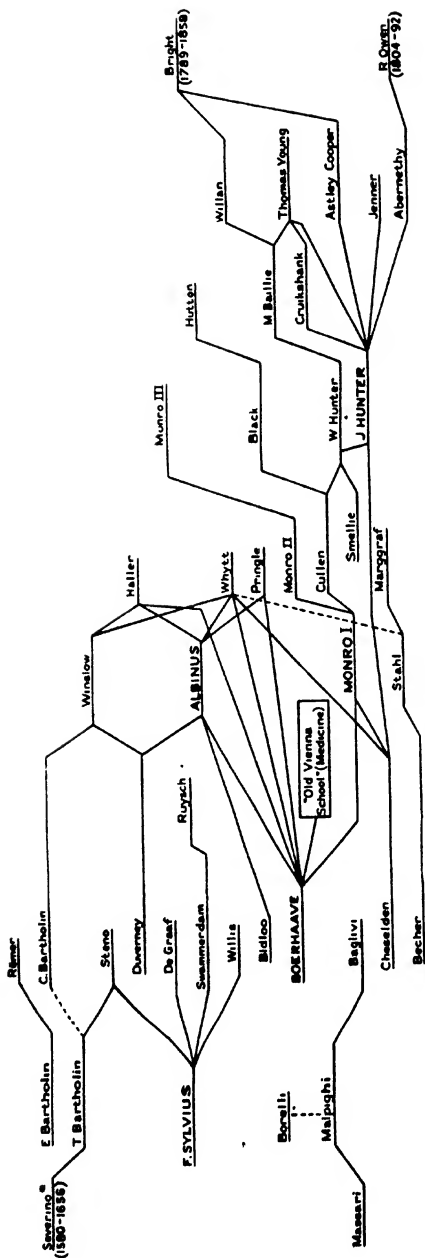 Römer
E Bartholin
C. Bartholin
Severino
(1580-1656)
T Bartholin
Steno
Winslow
Duverney
Haller
Munro III
De Graaf
Ruysch
Swammerdam
Willis
F. SYLVIUS
ALBINUS
Whytt
Pringle
Hutton
Bright
(1789-1858)
Willan
Bidloo
Black
M Baillie
Thomas Young
Monro II
Cullen
Cruikshank
BOERHAAVE
"Old Vienna
School" (Medicine)
MONRO I
Smellie
W Hunter
Astley Cooper
Borelli
Malpighi
Massari
Baglivi
J HUNTER
Jenner
Cheselden
Stahl
Marggraf
Abernethy
R Owen
(1804-92)
Becher